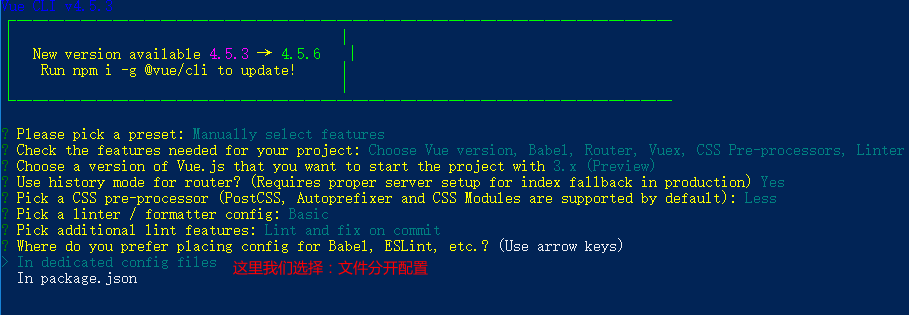 Vue CLI v4.5.3
New version available 4.5.3 → 4.5.6
Run npm i -g @vue/cli to update!
? Please pick a preset: Manually select features
? Check the features needed for your project: Choose Vue version, Babel, Router, Vuex, CSS Pre-processors, Linter
? Choose a version of Vue.js that you want to start the project with 3.x (Preview)
? Use history mode for router? (Requires proper server setup for index fallback in production) Yes
? Pick a CSS pre-processor (PostCSS, Autoprefixer and CSS Modules are supported by default): Less
? Pick a linter / formatter config: Basic
? Pick additional lint features: Lint and fix on commit
? Where do you prefer placing config for Babel, ESLint, etc.? (Use arrow keys)
> In dedicated config files 这里我们选择：文件分开配置
In package.json